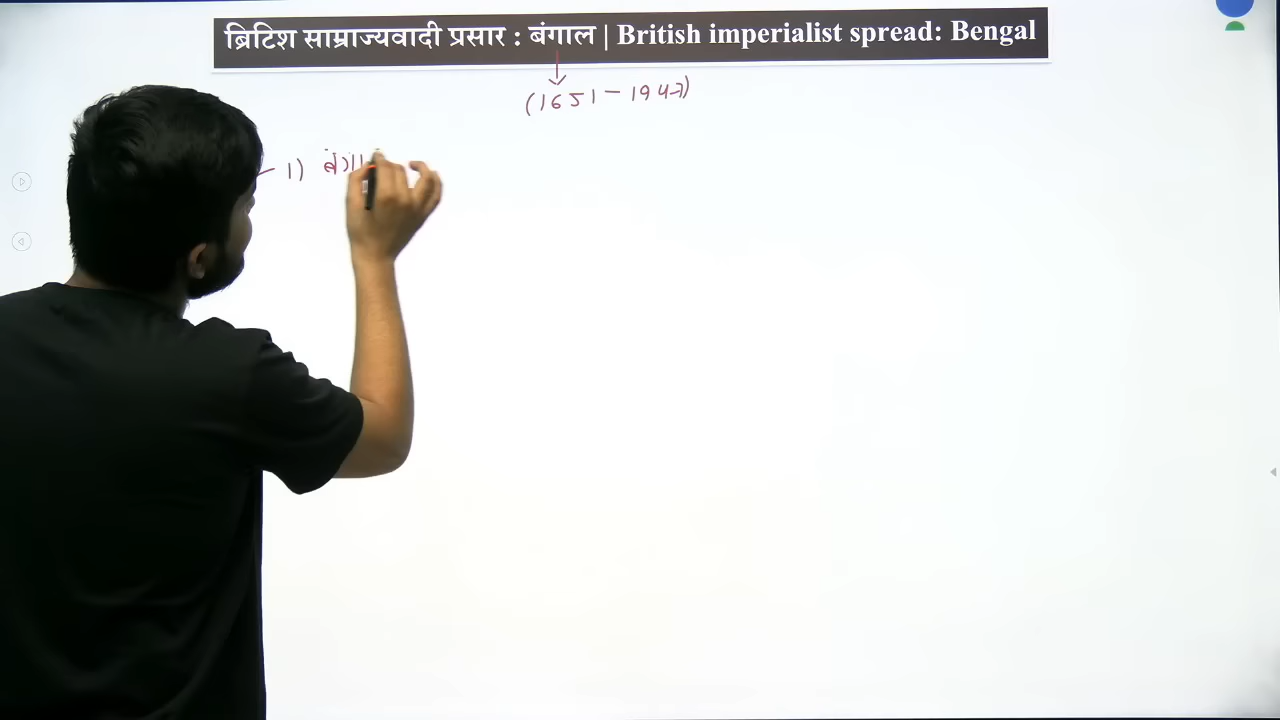 ब्रिटिश साम्राज्यवादी प्रसार : बंगाल | British imperialist spread: Bengal
(1651 - 1947)
1)